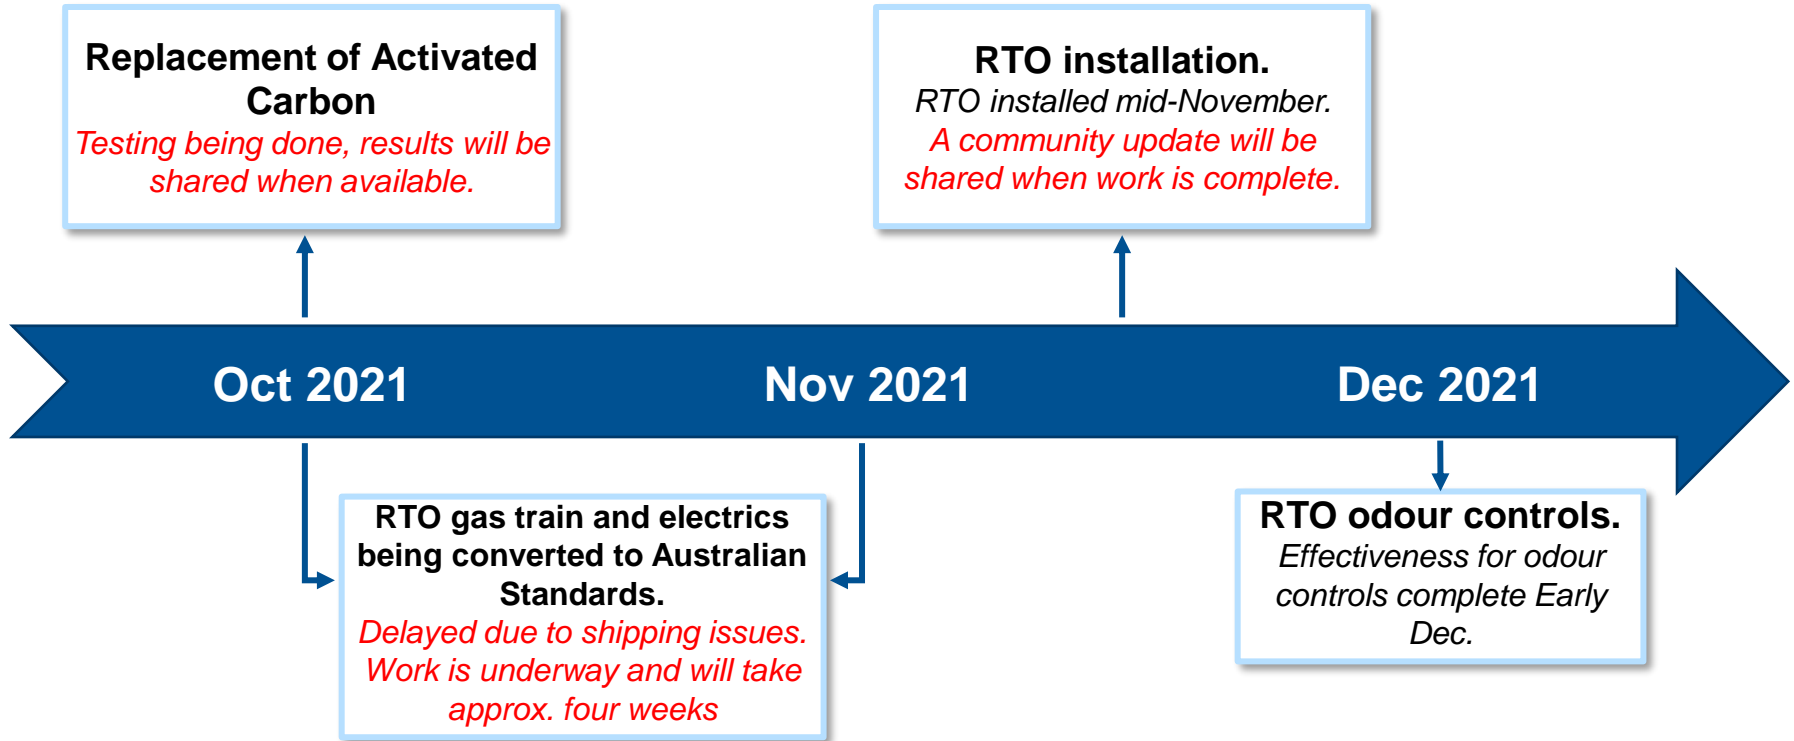 Replacement of Activated
Carbon
Testing being done, results will be
shared when available.
RTO installation.
RTO installed mid-November.
A community update will be
shared when work is complete.
Oct 2021
Nov 2021
Dec 2021
RTO gas train and electrics
being converted to Australian
Standards.
Delayed due to shipping issues.
Work is underway and will take
approx. four weeks
RTO odour controls.
Effectiveness for odour
controls complete Early
Dec.